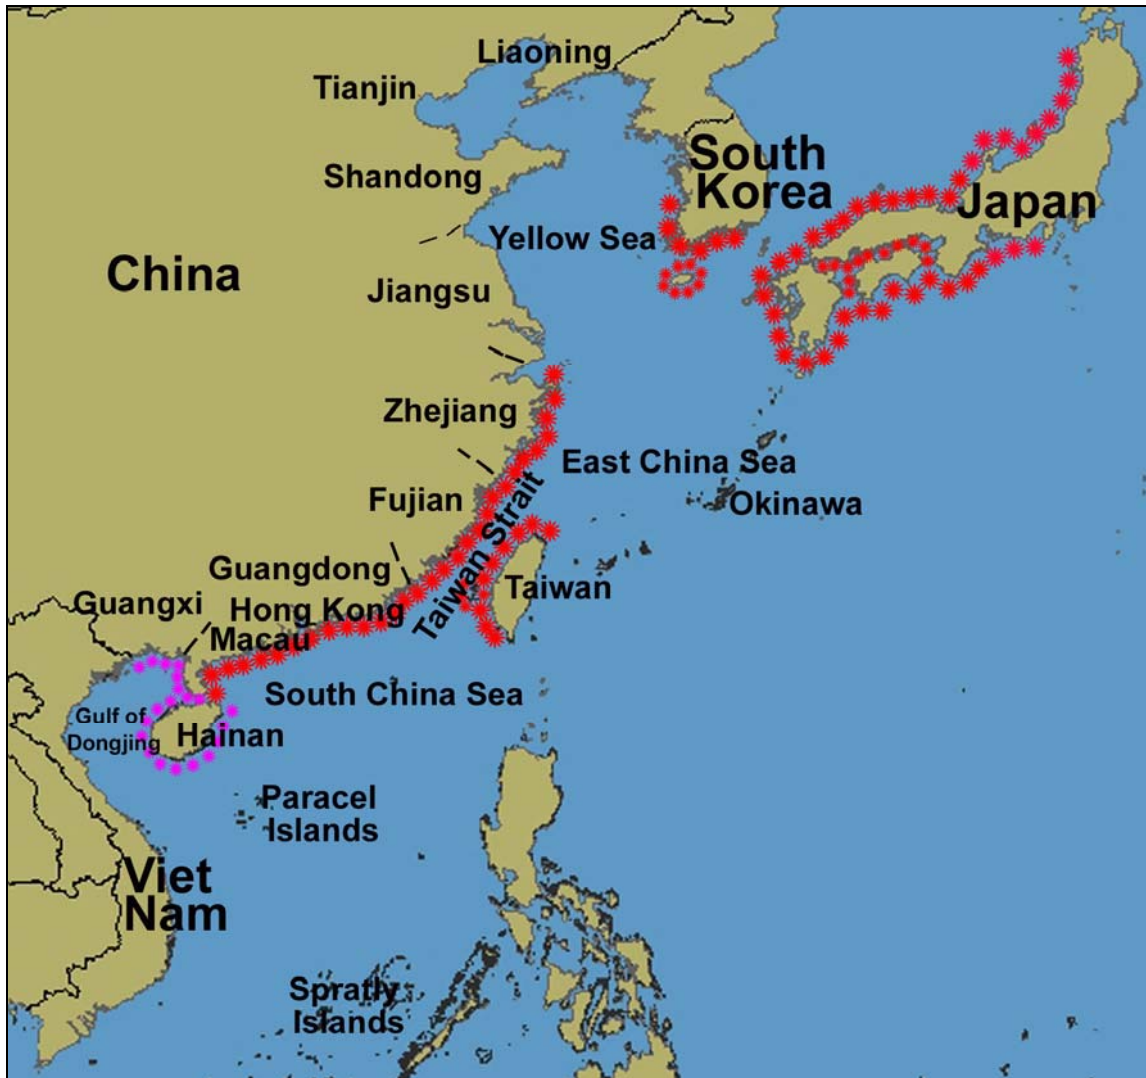 Liaoning
Tianjin
South
Korea
Shandong
Japan
Yellow Sea
China
Jiangsu
Zhejiang
East China Sea
Fujian
Okinawa
Taiwan Strait
Guangdong
Taiwan
Guangxi
Hong Kong
Macau
South China Sea
Gulf of
Dongjing
Hainan
Paracel
Islands
Viet
Nam
Spratly
Islands